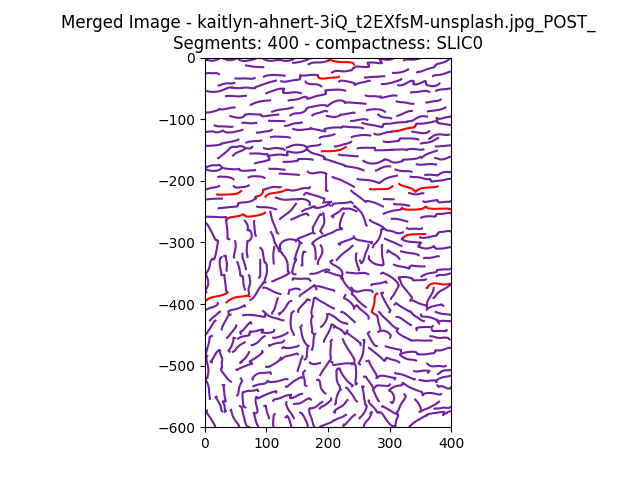 Merged Image - kaitlyn-ahnert-3iQ_t2EXfsM-unsplash.jpg_POST_
Segments: 400 - compactness: SLIC0
0
−100
−200
−300
−400
−500
−600
0 100 200 300 400